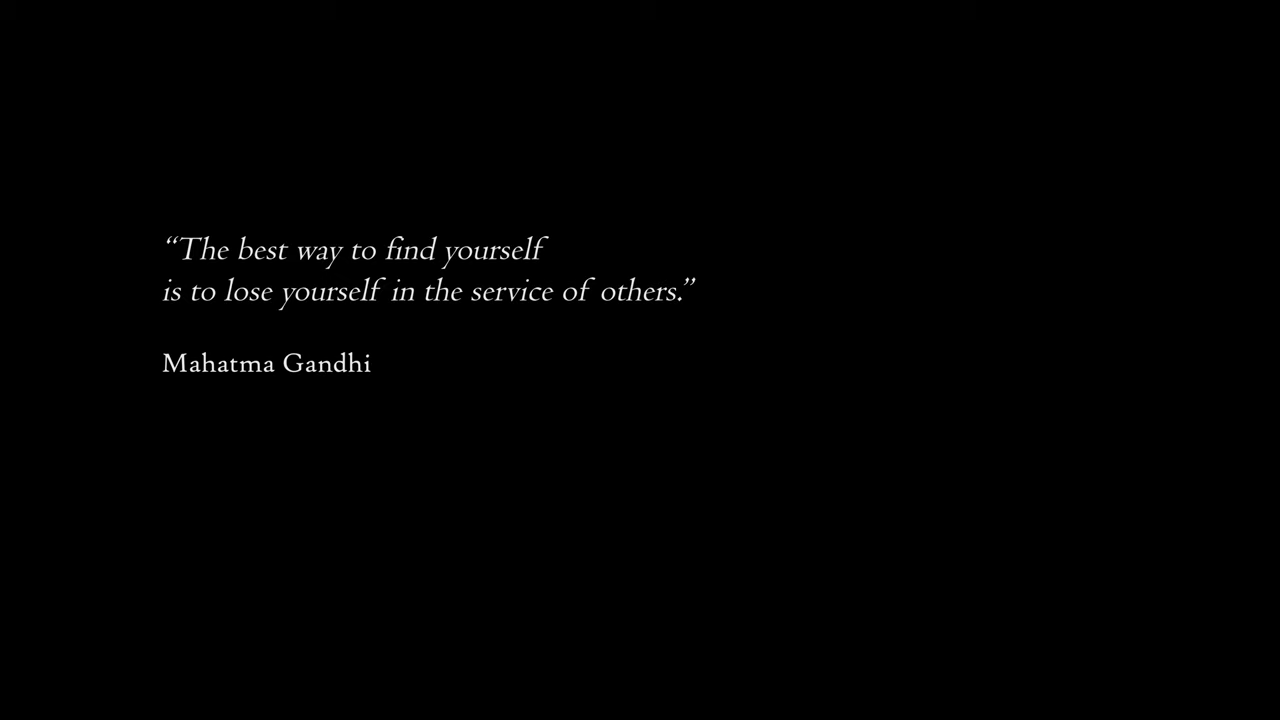 “The best way to find yourself
is to lose yourself in the service of others.”
Mahatma Gandhi